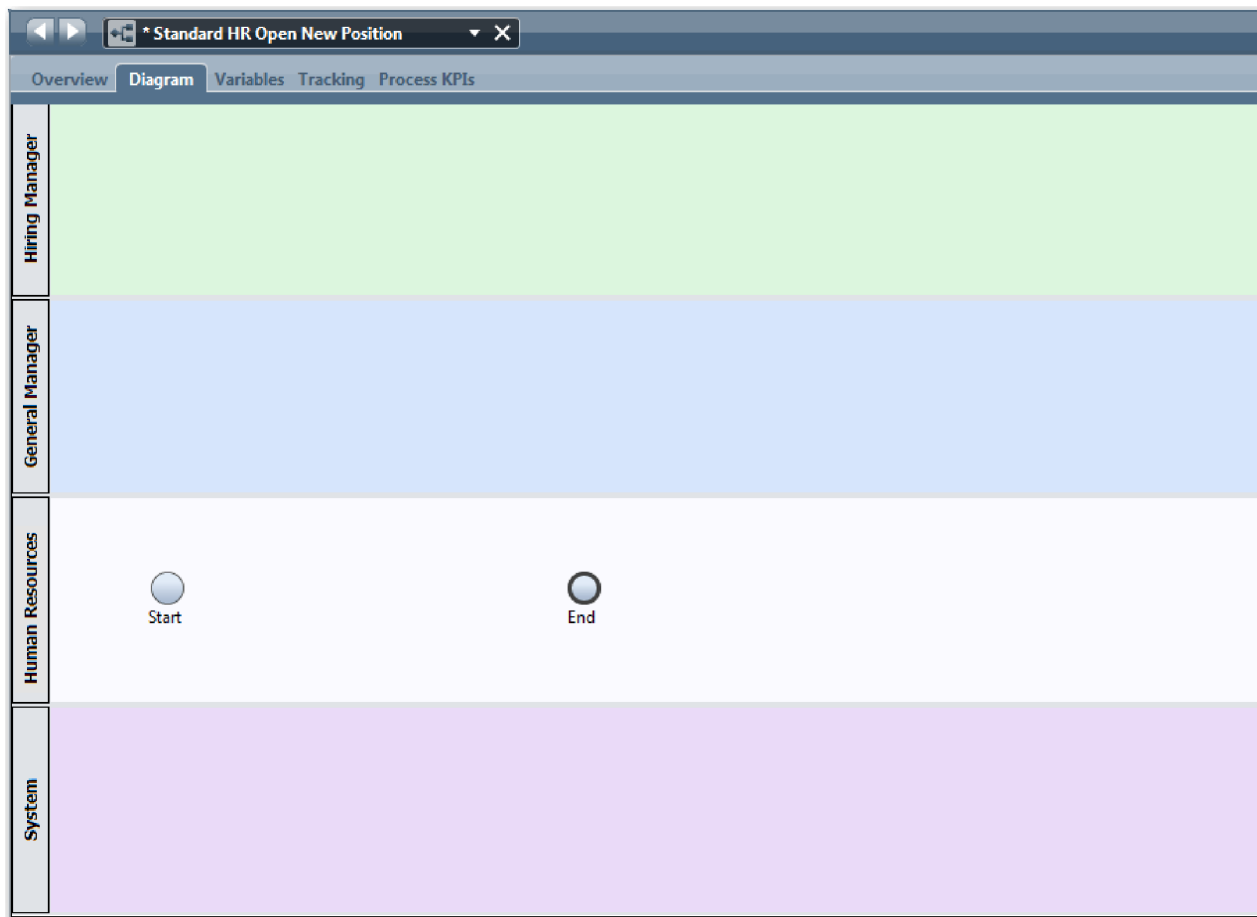 * Standard HR Open New Position
Overview Diagram Variables Tracking Process KPIs
Hiring Manager
General Manager
Human Resources
Start
End
System